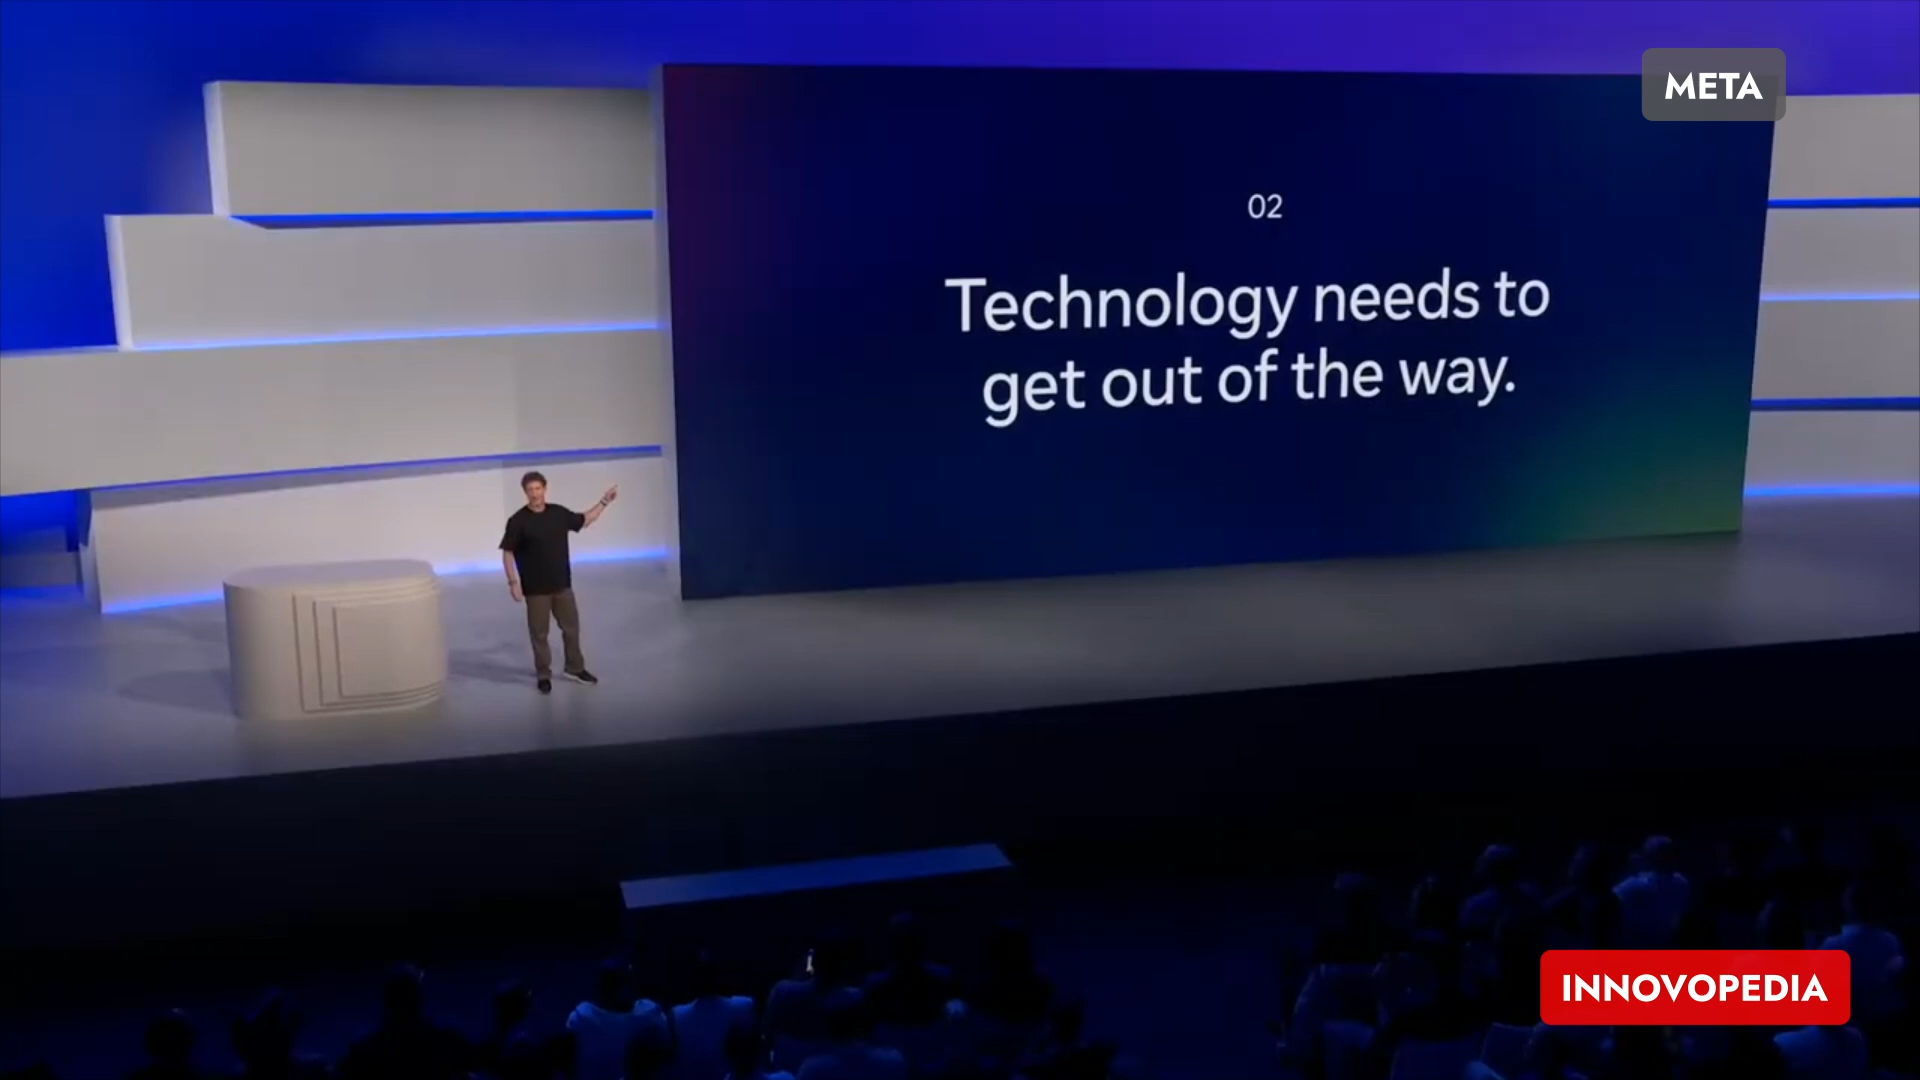 META
02
Technology needs to
get out of the way.
INNOVOPEDIA